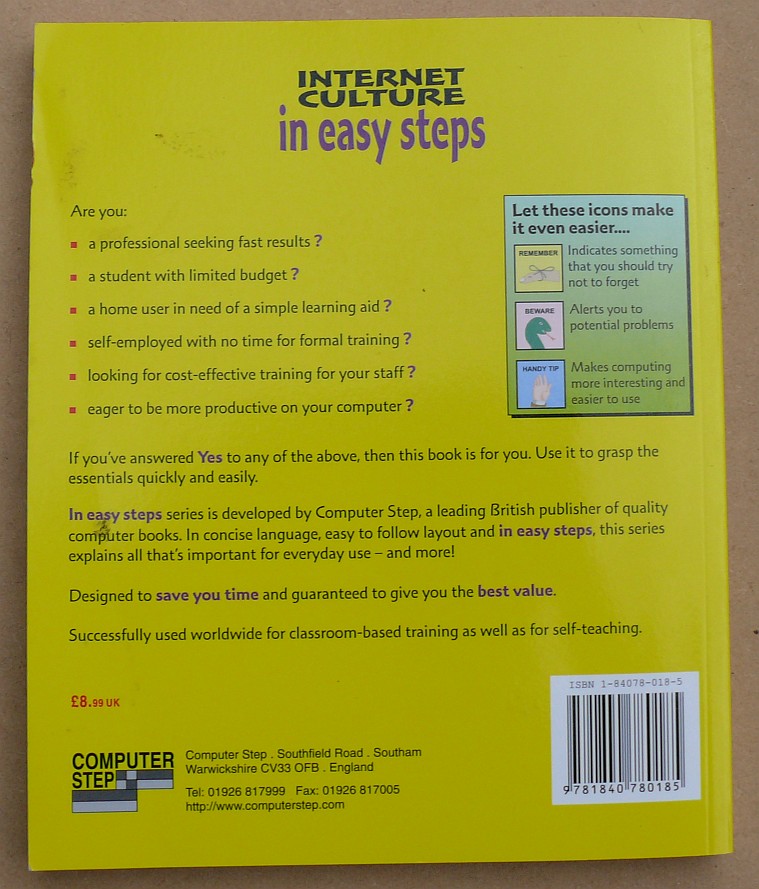 INTERNET
CULTURE
in easy steps
Are you:
a professional seeking fast results ?
a student with limited budget ?
a home user in need of a simple learning aid ?
self-employed with no time for formal training ?
looking for cost-effective training for your staff ?
eager to be more productive on your computer ?
Let these icons make
it even easier....
REMEMBER
Indicates something
that you should try
not to forget
BEWARE
Alerts you to
potential problems
HANDY TIP
Makes computing
more interesting and
easier to use
If you've answered Yes to any of the above, then this book is for you. Use it to grasp the
essentials quickly and easily.
In easy steps series is developed by Computer Step, a leading British publisher of quality
computer books. In concise language, easy to follow layout and in easy steps, this series
explains all that's important for everyday use – and more!
Designed to save you time and guaranteed to give you the best value.
Successfully used worldwide for classroom-based training as well as for self-teaching.
£8.99 UK
COMPUTER
STEP
Computer Step . Southfield Road . Southam
Warwickshire CV33 OFB . England
Tel: 01926 817999 Fax: 01926 817005
http://www.computerstep.com
ISBN 1-84078-018-5
9 781840 780185